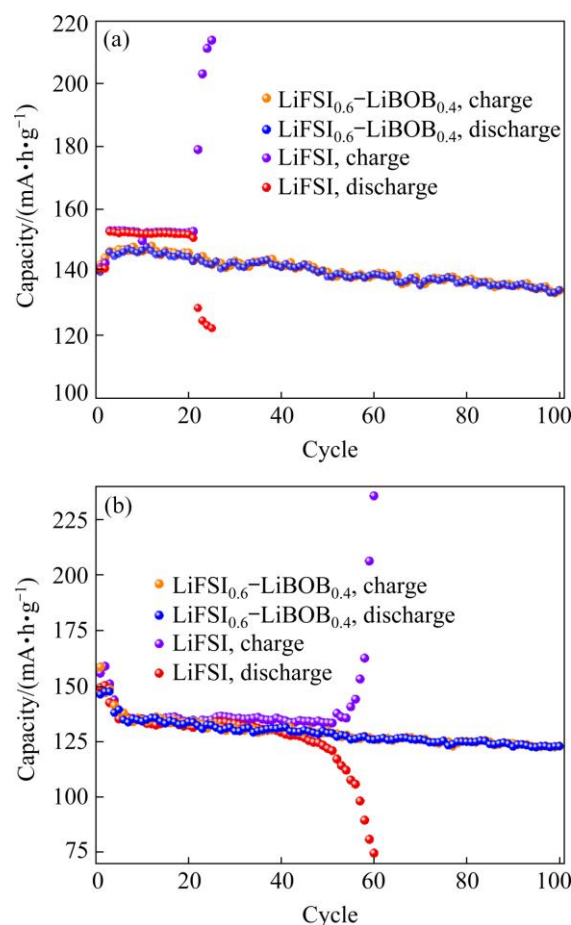 (a)
220
200
180
160
140
120
100
Capacity/(mA•h•g⁻¹)
LiFSI₀.₆−LiBOB₀.₄, charge
LiFSI₀.₆−LiBOB₀.₄, discharge
LiFSI, charge
LiFSI, discharge
0 20 40 60 80 100
Cycle
(b)
225
200
175
150
125
100
75
Capacity/(mA•h•g⁻¹)
LiFSI₀.₆−LiBOB₀.₄, charge
LiFSI₀.₆−LiBOB₀.₄, discharge
LiFSI, charge
LiFSI, discharge
0 20 40 60 80 100
Cycle